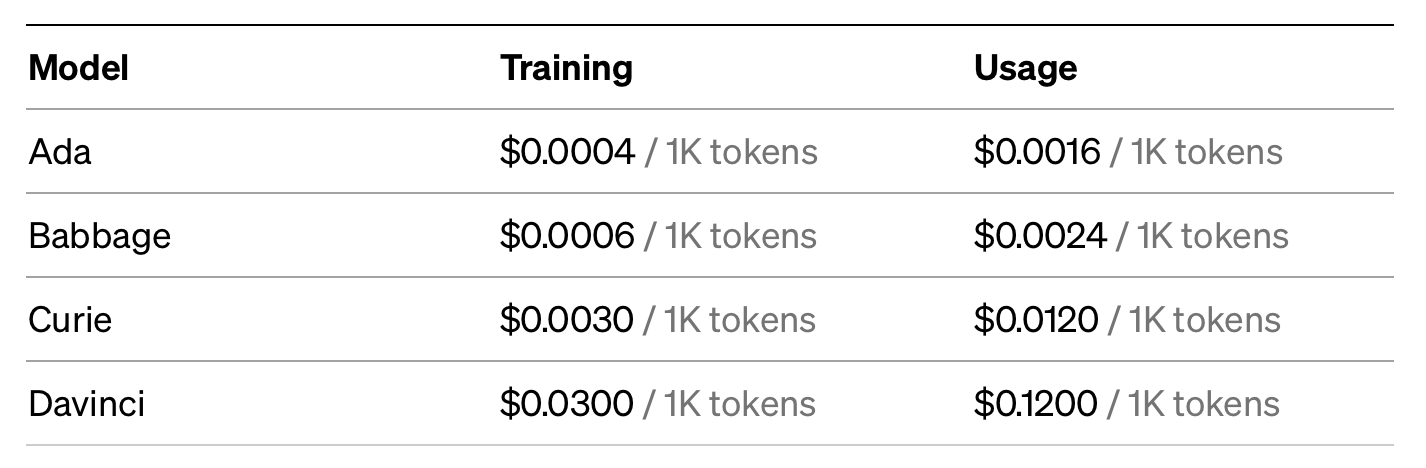 Model Training Usage
Ada $0.0004 / 1K tokens $0.0016 / 1K tokens
Babbage $0.0006 / 1K tokens $0.0024 / 1K tokens
Curie $0.0030 / 1K tokens $0.0120 / 1K tokens
Davinci $0.0300 / 1K tokens $0.1200 / 1K tokens